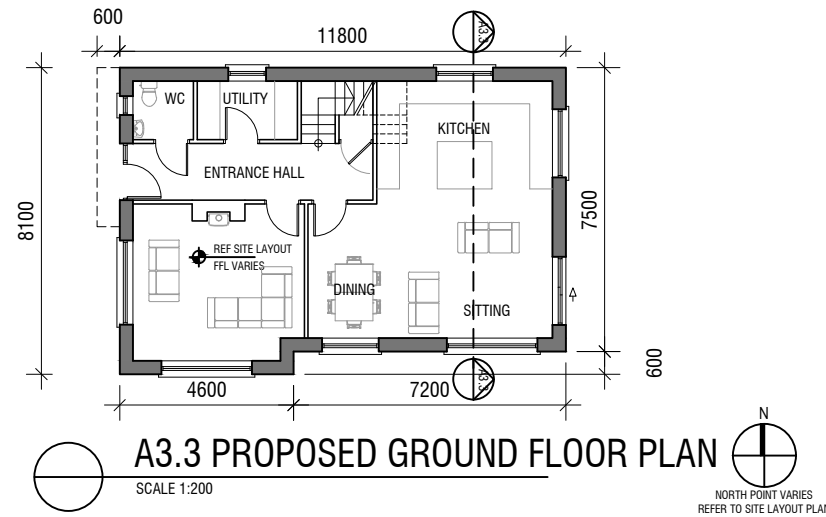 600
11800
A3.3
WC
UTILITY
KITCHEN
ENTRANCE HALL
8100
7500
REF SITE LAYOUT
FFL VARIES
DINING
SITTING
600
4600
7200
A3.3
A3.3 PROPOSED GROUND FLOOR PLAN
SCALE 1:200
N
NORTH POINT VARIES
REFER TO SITE LAYOUT PLAN